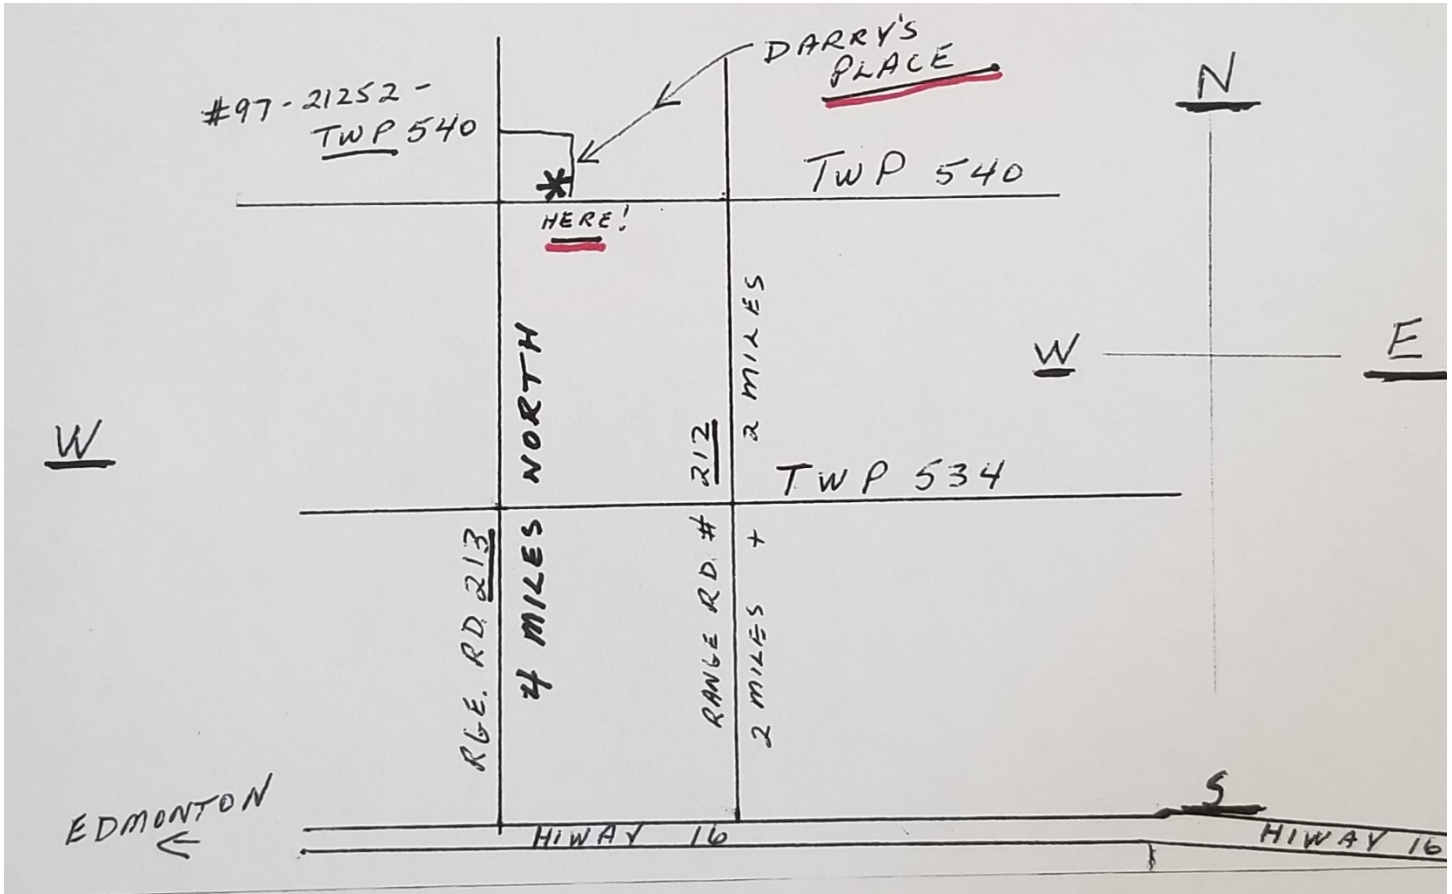 DARRY'S
PLACE
N
#97-21252-
TWP 540
TWP 540
*
HERE!
W
E
W
4 MILES NORTH
RANGE RD. # 212
2 MILES + 2 MILES
TWP 534
RGE. RD. 213
EDMONTON
S
HIWAY 16
HIWAY 16